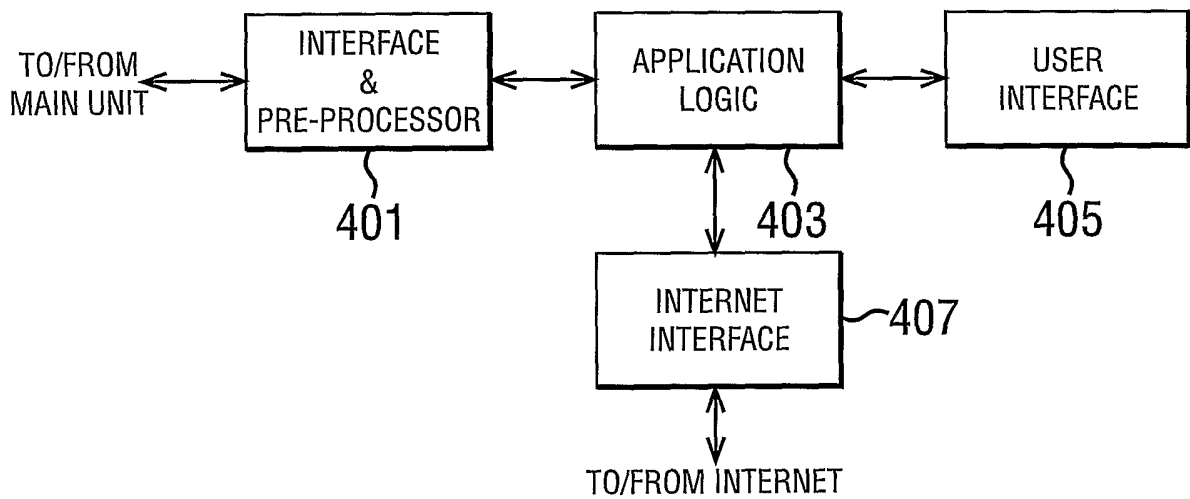 TO/FROM
MAIN UNIT
INTERFACE
&
PRE-PROCESSOR
401
APPLICATION
LOGIC
403
USER
INTERFACE
405
INTERNET
INTERFACE
407
TO/FROM INTERNET